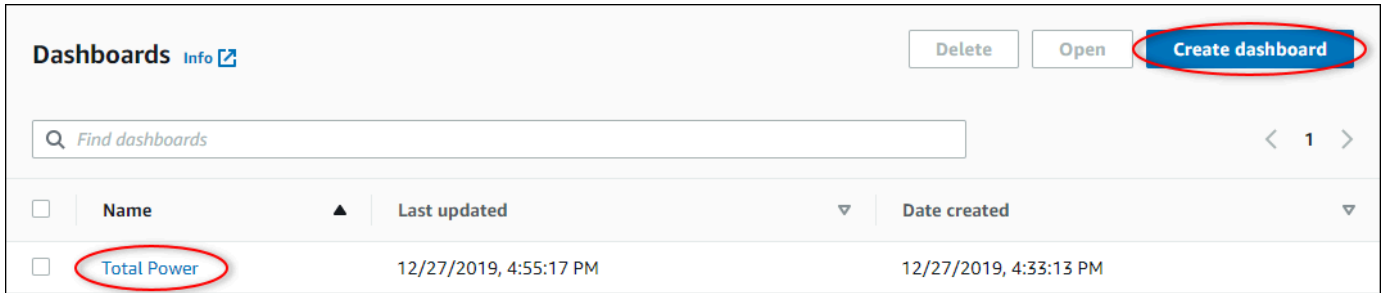 Dashboards Info
Delete Open Create dashboard
Find dashboards
1
Name Last updated Date created
Total Power 12/27/2019, 4:55:17 PM 12/27/2019, 4:33:13 PM